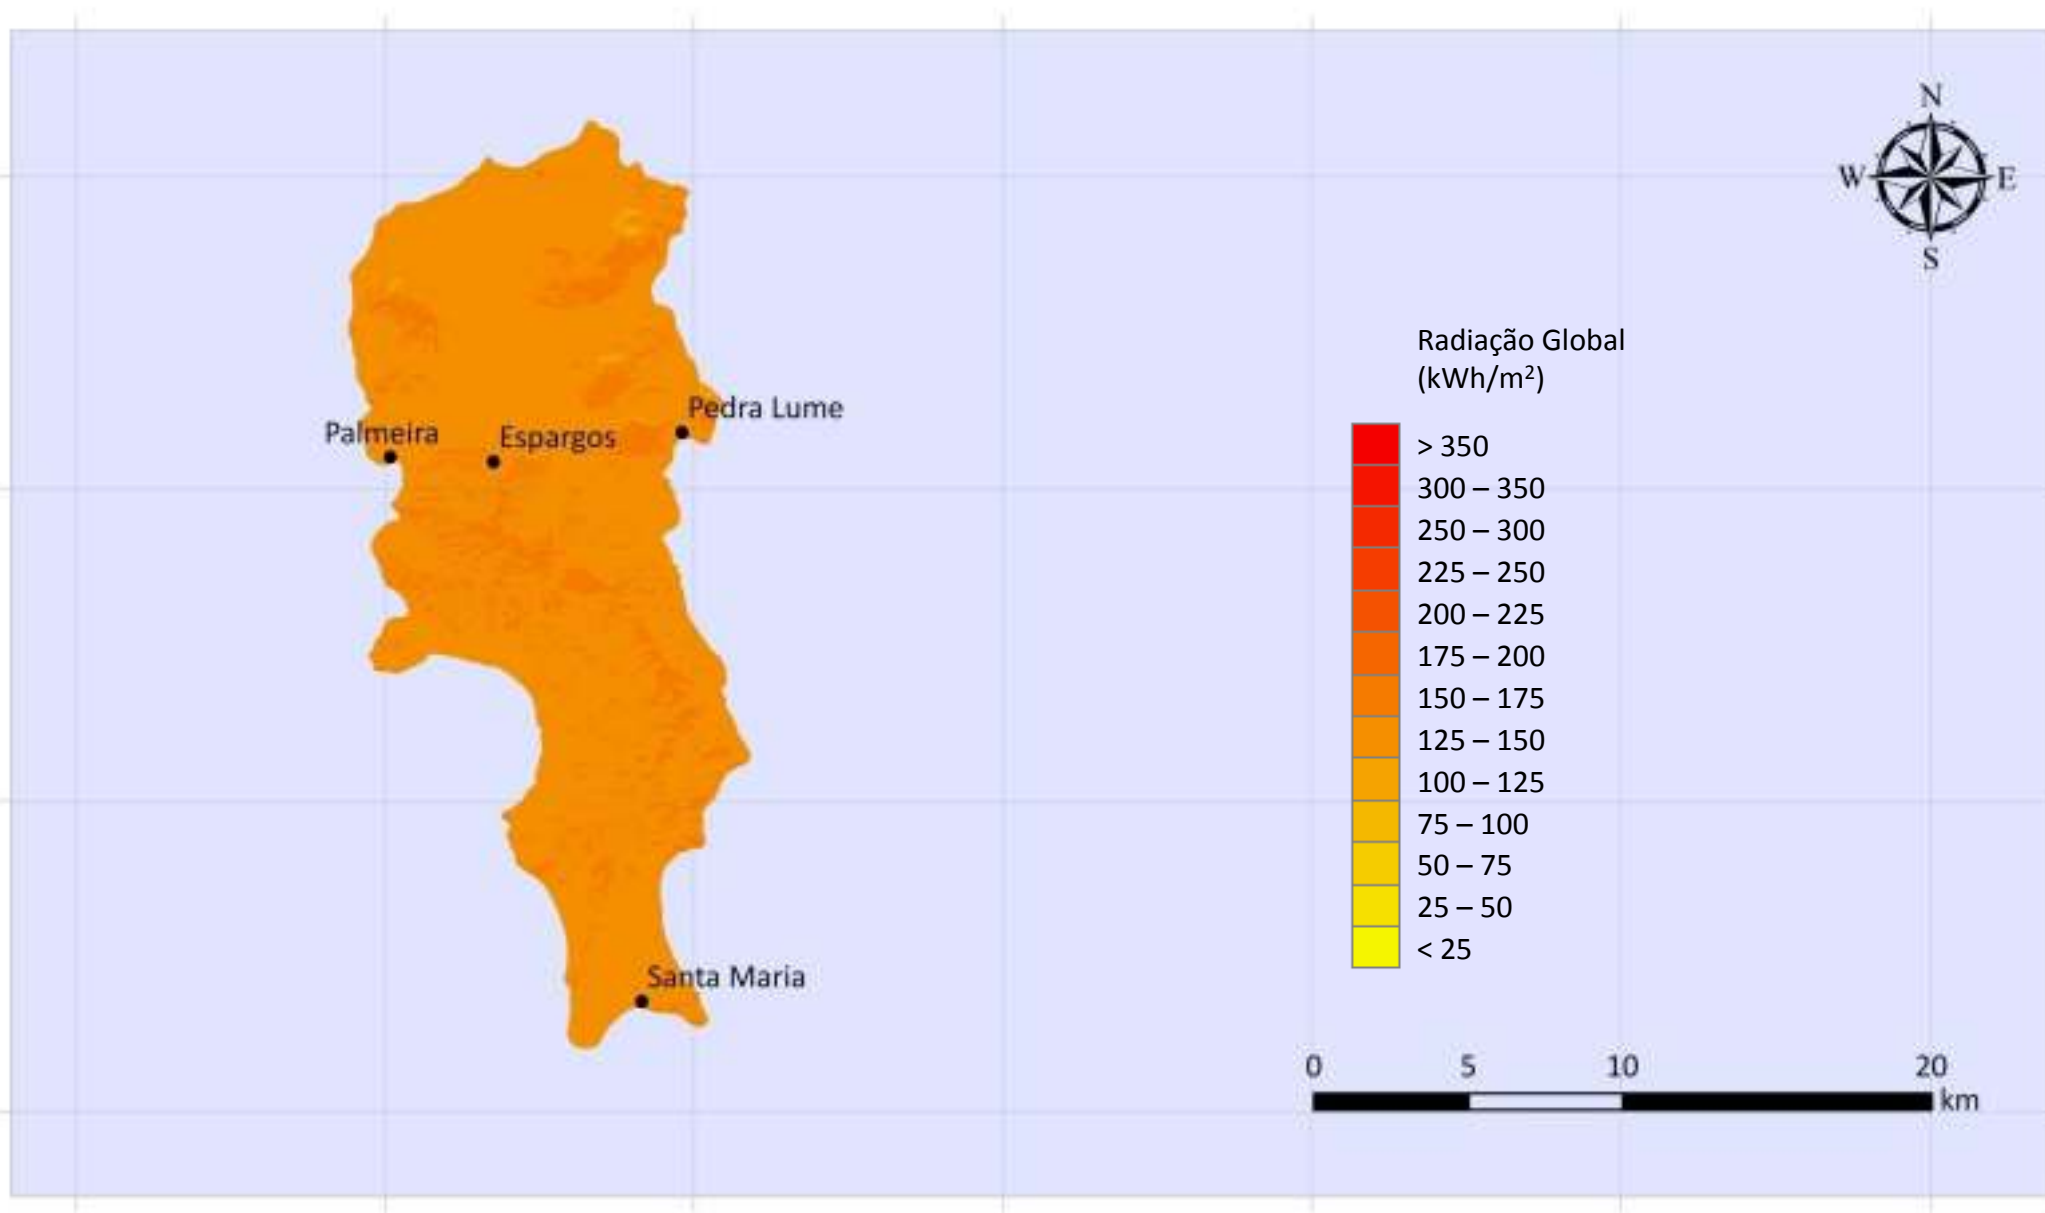 N
W
E
S
Radiação Global
(kWh/m²)
Pedra Lume
Palmeira
Espargos
> 350
300 – 350
250 – 300
225 – 250
200 – 225
175 – 200
150 – 175
125 – 150
100 – 125
75 – 100
50 – 75
25 – 50
< 25
Santa Maria
0 5 10 20
km